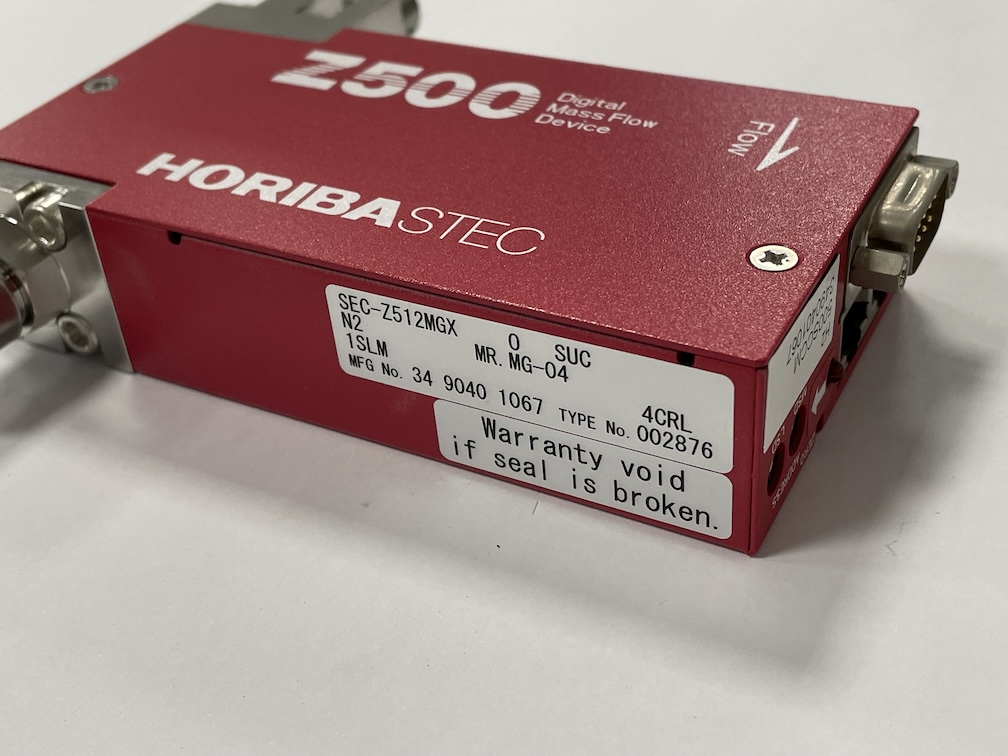 Z500
Digital
Mass Flow
Device
Flow
HORIBASTEC
SEC-Z512MGX O SUC
N2 MR. MG-04
1SLM
MFG No. 34 9040 1067 TYPE No. 002876
4CRL
Warranty void
if seal is broken.
N2